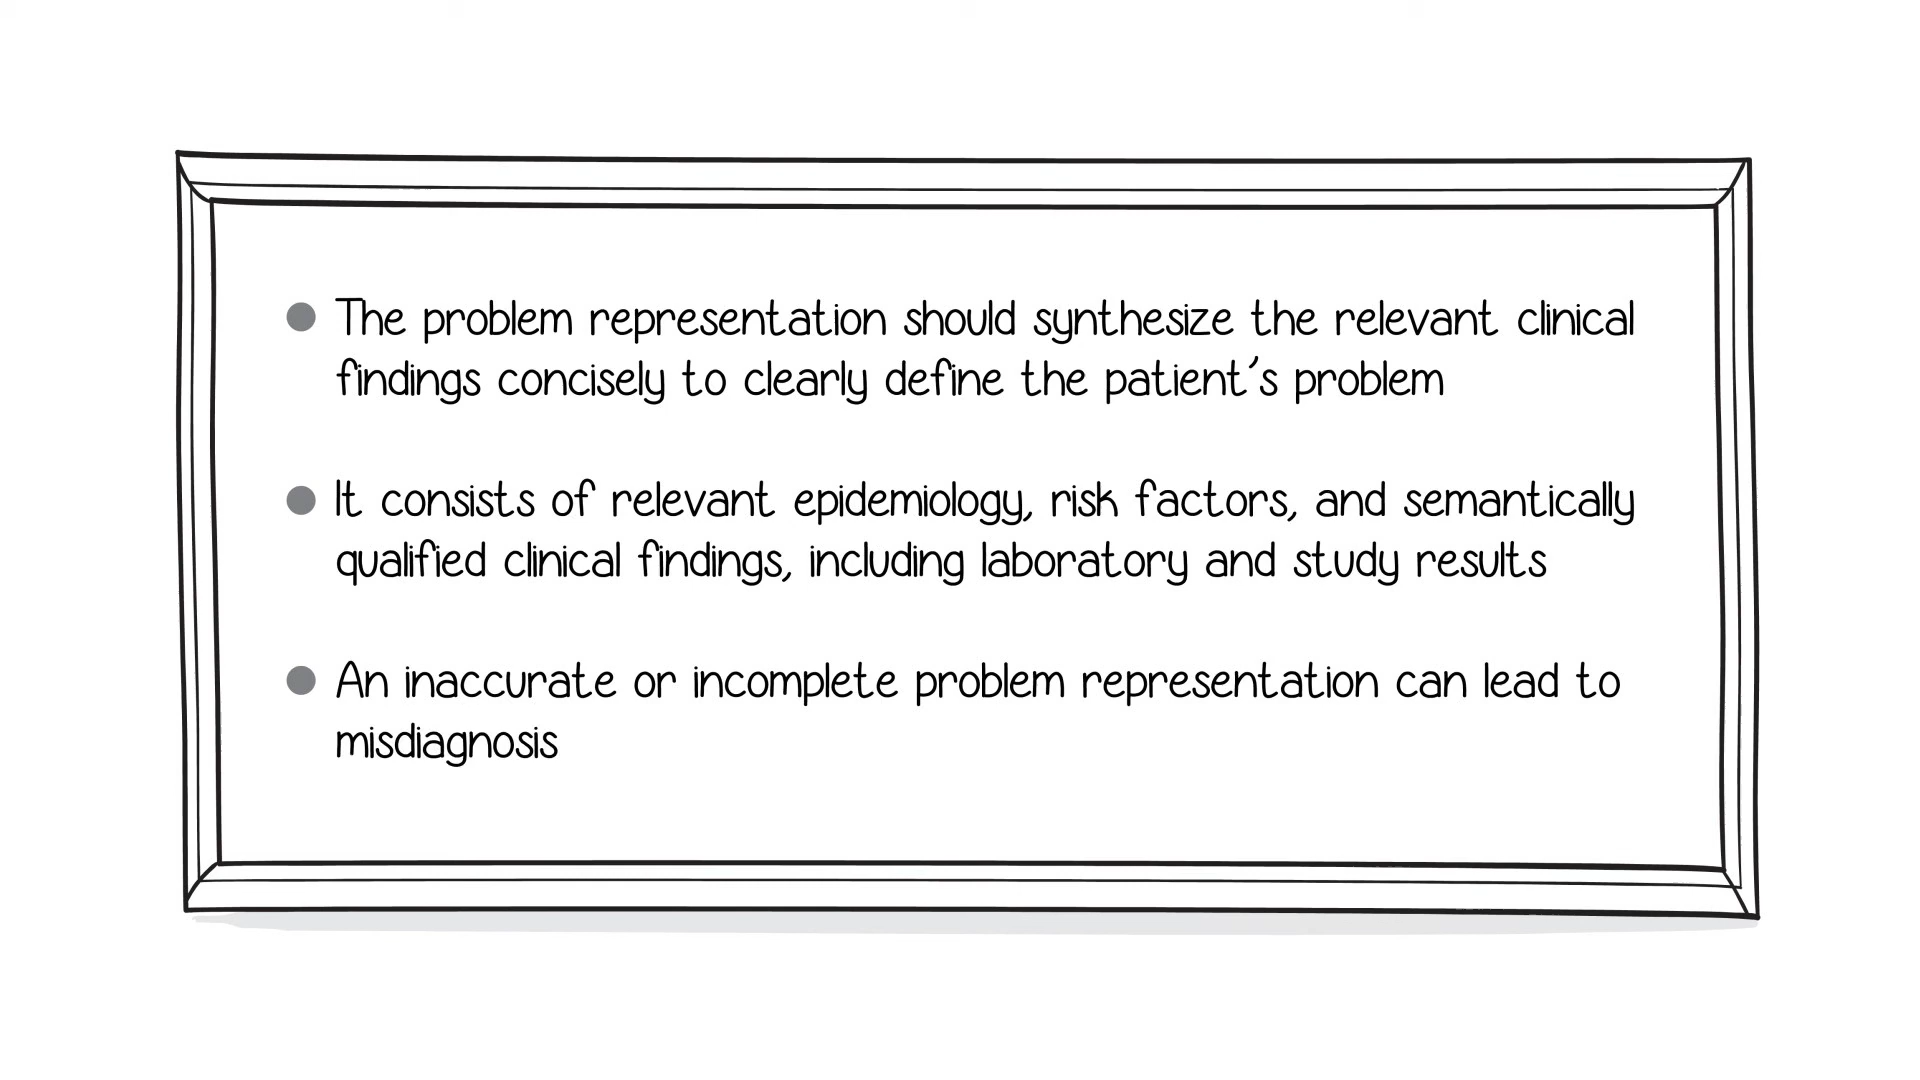 The problem representation should synthesize the relevant clinical
findings concisely to clearly define the patient's problem
It consists of relevant epidemiology, risk factors, and semantically
qualified clinical findings, including laboratory and study results
An inaccurate or incomplete problem representation can lead to
misdiagnosis